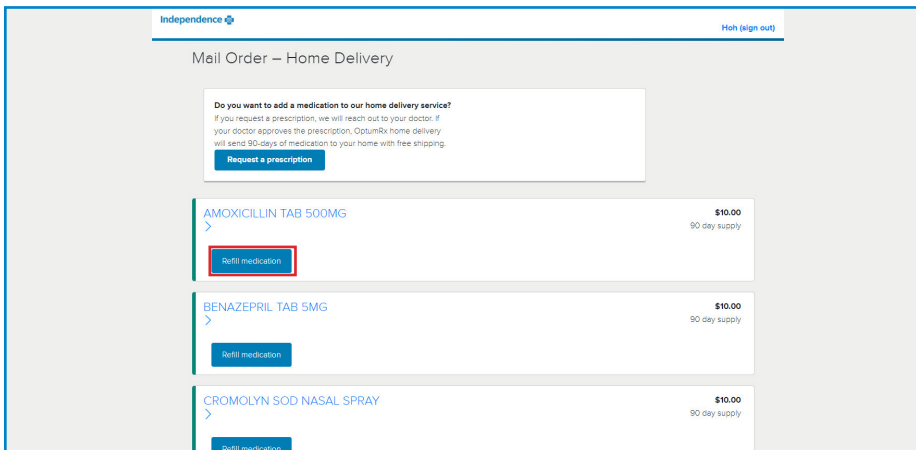 Independence
Hoh (sign out)
Mail Order – Home Delivery
Do you want to add a medication to our home delivery service?
If you request a prescription, we will reach out to your doctor. If
your doctor approves the prescription, OptumRx home delivery
will send 90-days of medication to your home with free shipping.
Request a prescription
AMOXICILLIN TAB 500MG
$10.00
90 day supply
Refill medication
BENAZEPRIL TAB 5MG
$10.00
90 day supply
Refill medication
CROMOLYN SOD NASAL SPRAY
$10.00
90 day supply
Refill medication